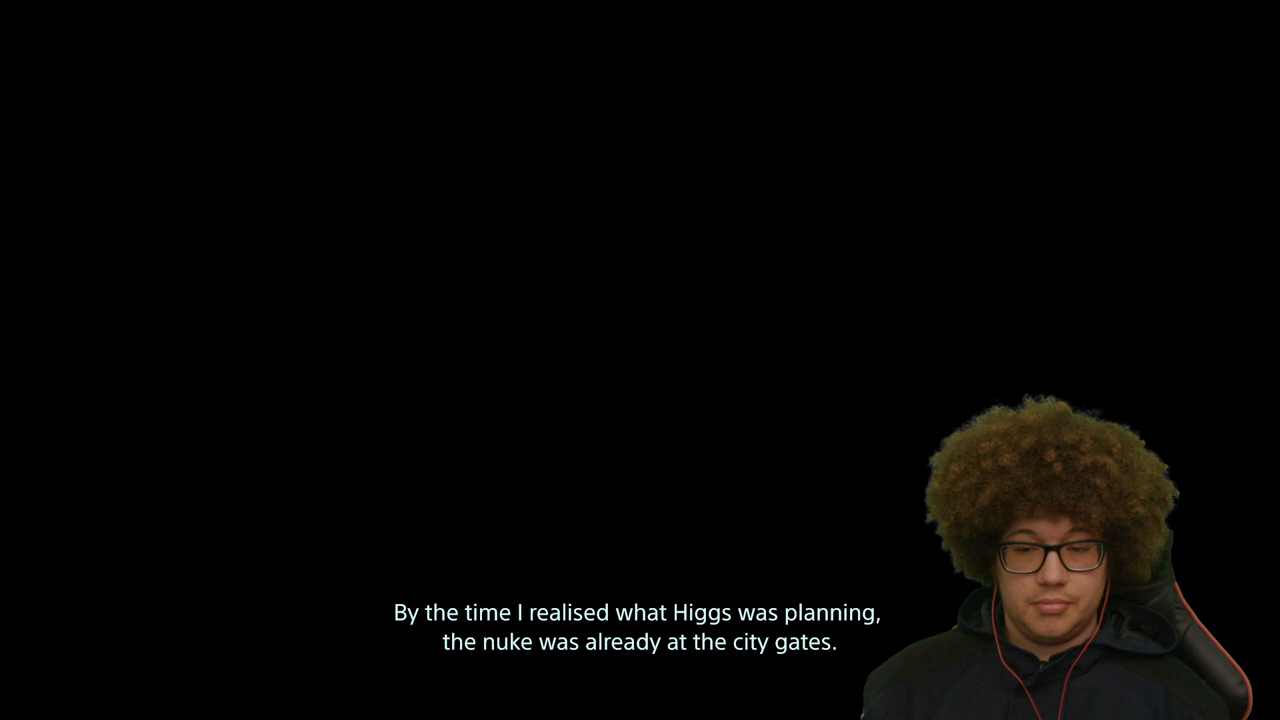 By the time I realised what Higgs was planning,
the nuke was already at the city gates.